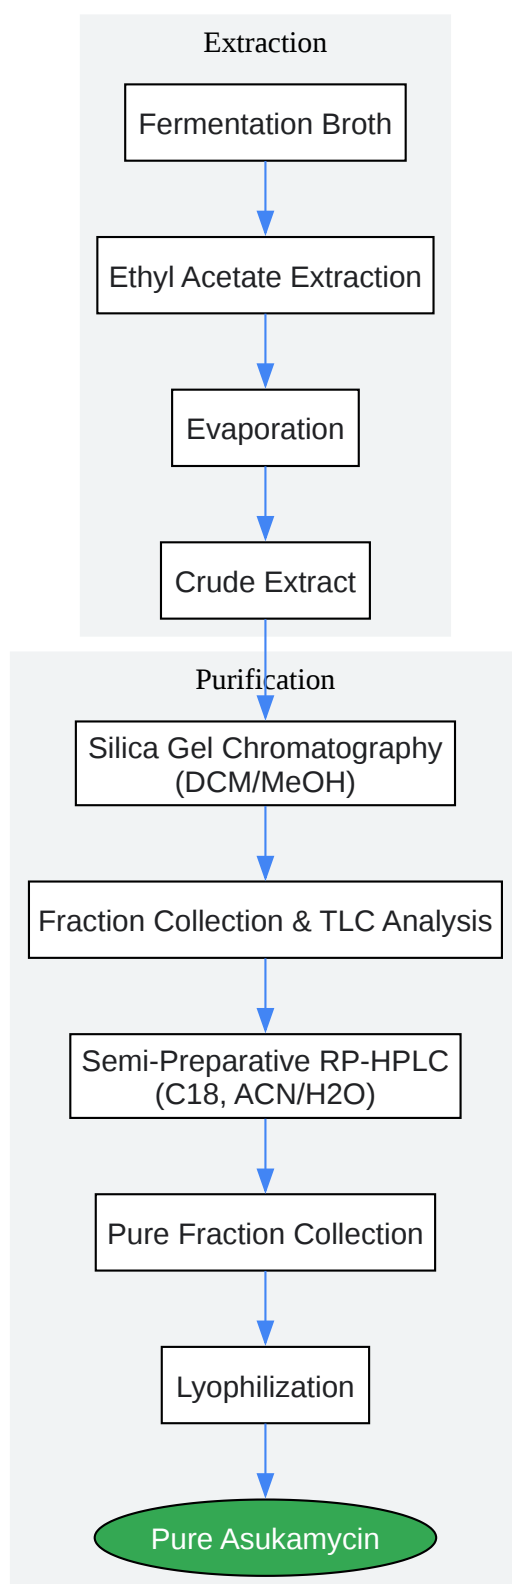 Extraction
Fermentation Broth
Ethyl Acetate Extraction
Evaporation
Crude Extract
Purification
Silica Gel Chromatography
(DCM/MeOH)
Fraction Collection & TLC Analysis
Semi-Preparative RP-HPLC
(C18, ACN/H2O)
Pure Fraction Collection
Lyophilization
Pure Asukamycin